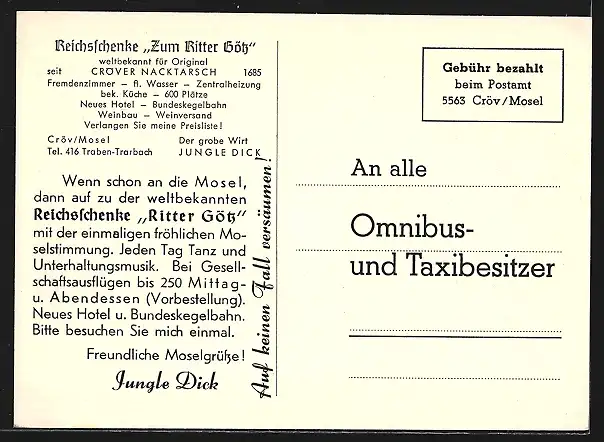 Reichsschenke „Zum Ritter Götz"
weltbekannt für Original
seit CRÖVER NACKTARSCH 1685
Fremdenzimmer — fl. Wasser — Zentralheizung
bek. Küche — 600 Plätze
Neues Hotel — Bundeskegelbahn
Weinbau — Weinversand
Verlangen Sie meine Preisliste!
Cröv/Mosel Der grobe Wirt
Tel. 416 Traben-Trarbach JUNGLE DICK
Wenn schon an die Mosel,
dann auf zu der weltbekannten
Reichsschenke „Ritter Götz"
mit der einmaligen fröhlichen Mo-
selstimmung. Jeden Tag Tanz und
Unterhaltungsmusik. Bei Gesell-
schaftsausflügen bis 250 Mittag-
u. Abendessen (Vorbestellung).
Neues Hotel u. Bundeskegelbahn.
Bitte besuchen Sie mich einmal.
Freundliche Moselgrüße!
Jungle Dick
Auf keinen Fall versäumen!
Gebühr bezahlt
beim Postamt
5563 Cröv/Mosel
An alle
Omnibus-
und Taxibesitzer